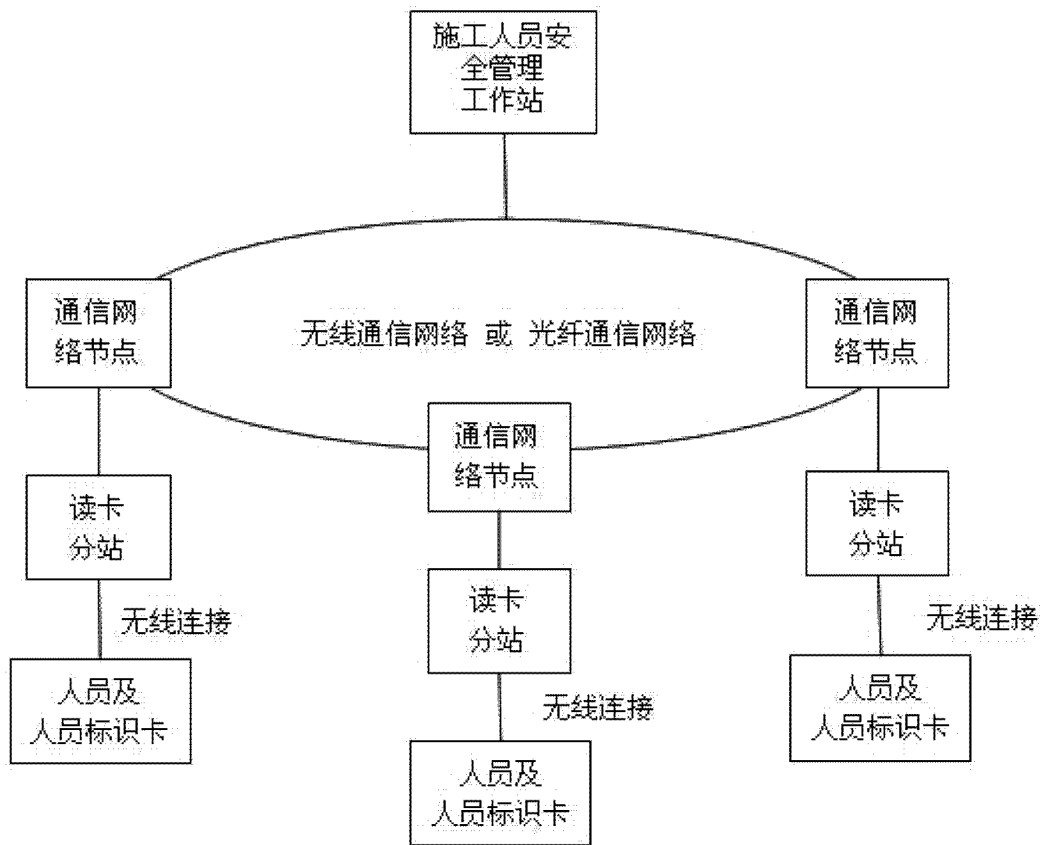 施工人员安
全管理
工作站
通信网
络节点
无线通信网络 或 光纤通信网络
通信网
络节点
通信网
络节点
读卡
分站
读卡
分站
读卡
分站
无线连接
无线连接
无线连接
人员及
人员标识卡
人员及
人员标识卡
人员及
人员标识卡